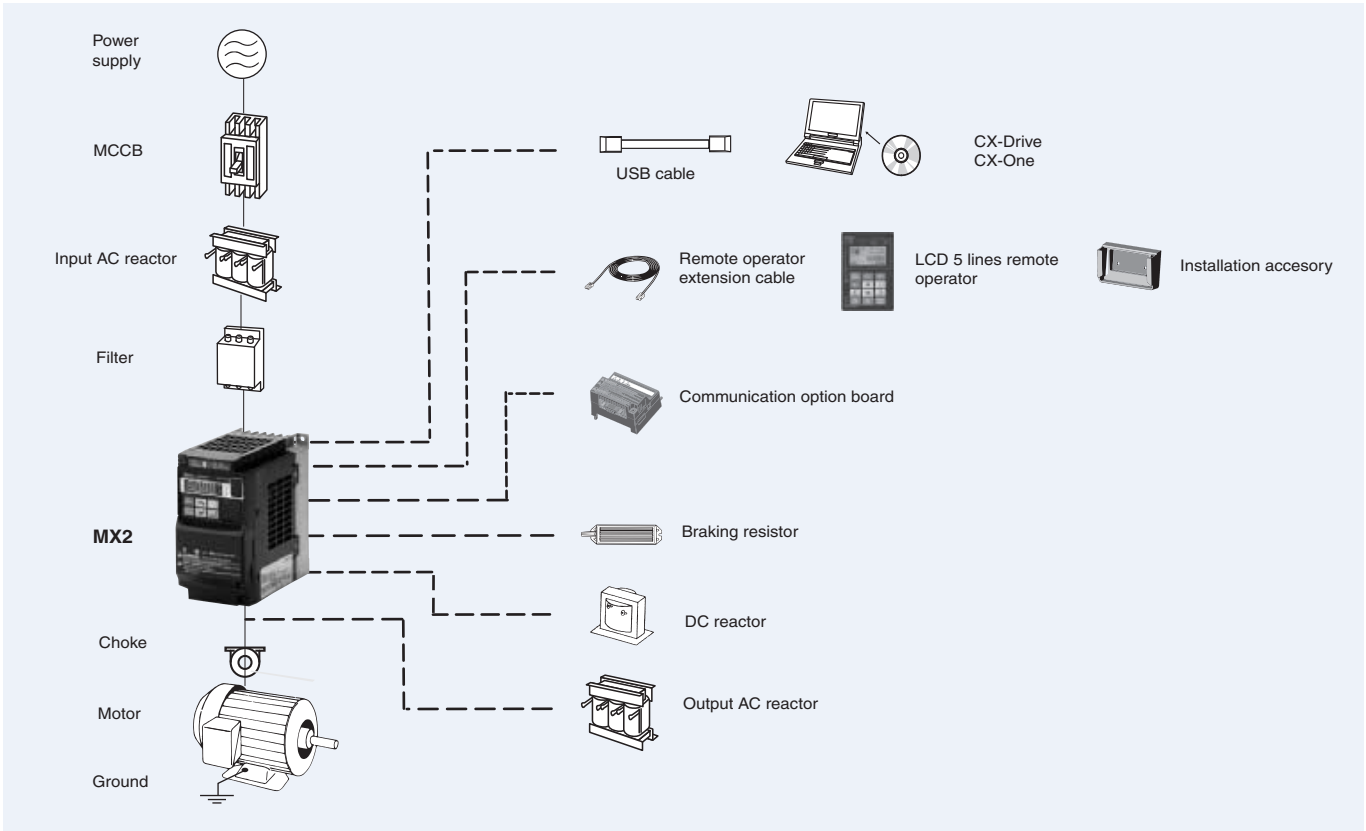 Power
supply
MCCB
Input AC reactor
Filter
MX2
Choke
Motor
Ground
USB cable
CX-Drive
CX-One
Remote operator
extension cable
LCD 5 lines remote
operator
Installation accesory
Communication option board
Braking resistor
DC reactor
Output AC reactor